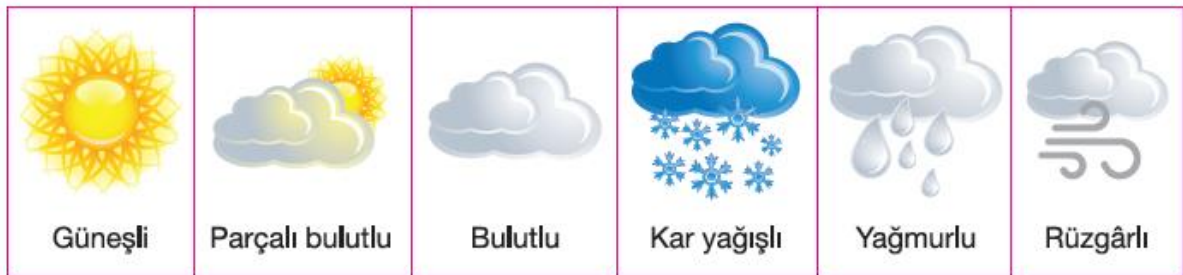 Güneşli
Parçalı bulutlu
Bulutlu
Kar yağışlı
Yağmurlu
Rüzgârlı